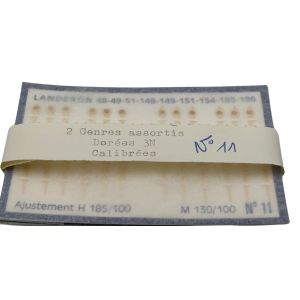 LANDERON 48-49-51-148-149-151-154-185-186
2 Genres assortis
Dorées 3N
Calibrées
N° 11
Ajustement H 185/100 M 130/100 N° 11